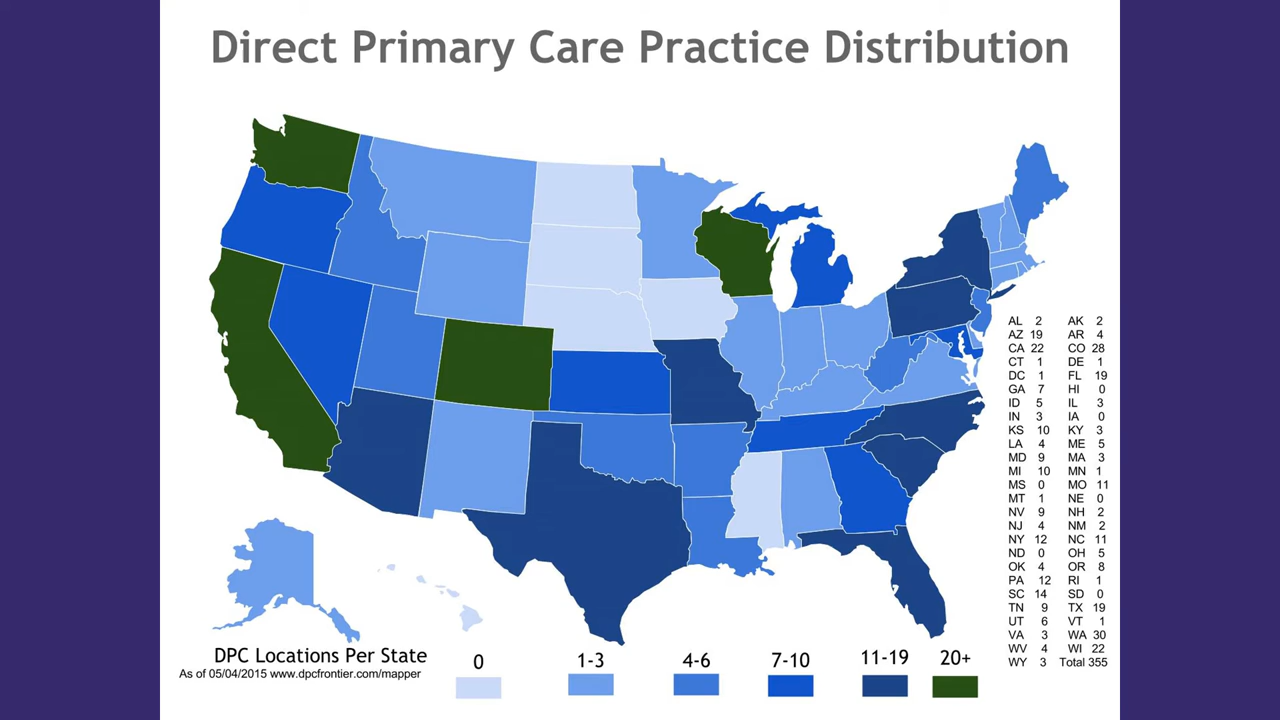 Direct Primary Care Practice Distribution
AL 2 AK 2
AZ 19 AR 4
CA 22 CO 28
CT 1 DE 1
DC 1 FL 19
GA 7 HI 0
ID 5 IL 3
IN 3 IA 0
KS 10 KY 3
LA 4 ME 5
MD 9 MA 3
MI 10 MN 1
MS 0 MO 11
MT 1 NE 0
NV 9 NH 2
NJ 4 NM 2
NY 12 NC 11
ND 0 OH 5
OK 4 OR 8
PA 12 RI 1
SC 14 SD 0
TN 9 TX 19
UT 6 VT 1
VA 3 WA 30
WV 4 WI 22
WY 3 Total 355
DPC Locations Per State
As of 05/04/2015 www.dpcfrontier.com/mapper
0 1-3 4-6 7-10 11-19 20+